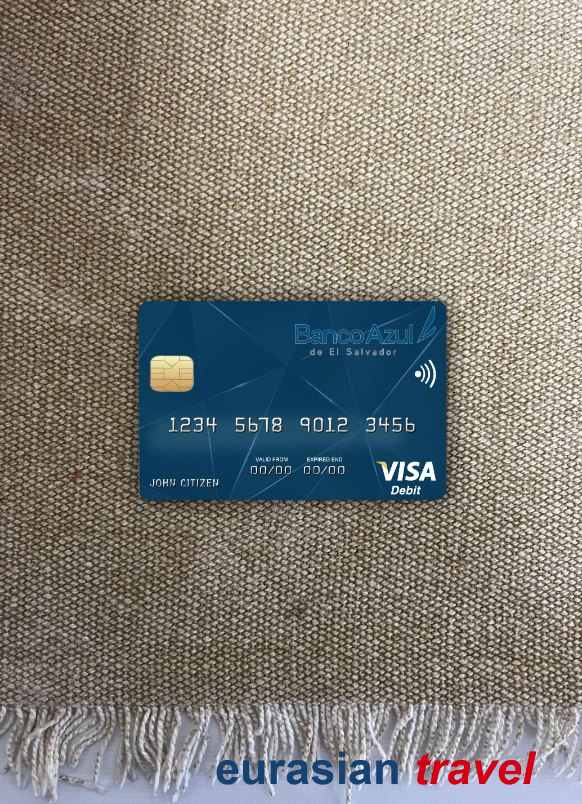 BancoAzul
de El Salvador
1234 5678 9012 3456
VALID FROM EXPIRED END
00/00 00/00
JOHN CITIZEN
VISA
Debit
eurasian travel